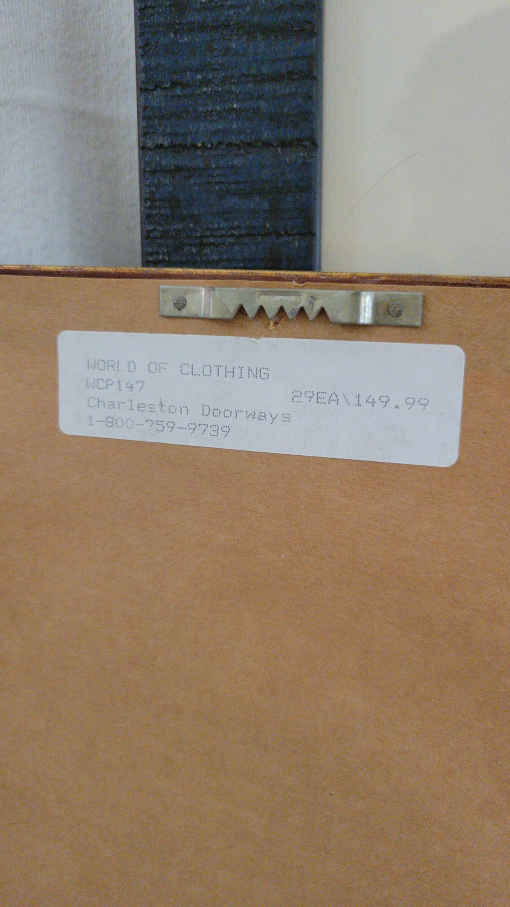 WORLD OF CLOTHING
WCP147
29EA\149.99
Charleston Doorways
1-800-759-9739